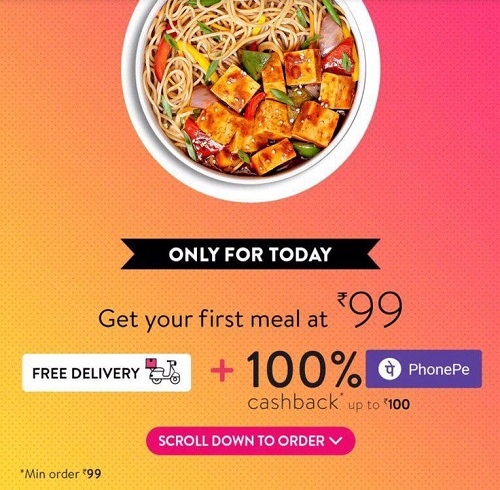 ONLY FOR TODAY
Get your first meal at ₹99
FREE DELIVERY + 100% पे PhonePe
cashback* up to ₹100
SCROLL DOWN TO ORDER
*Min order ₹99